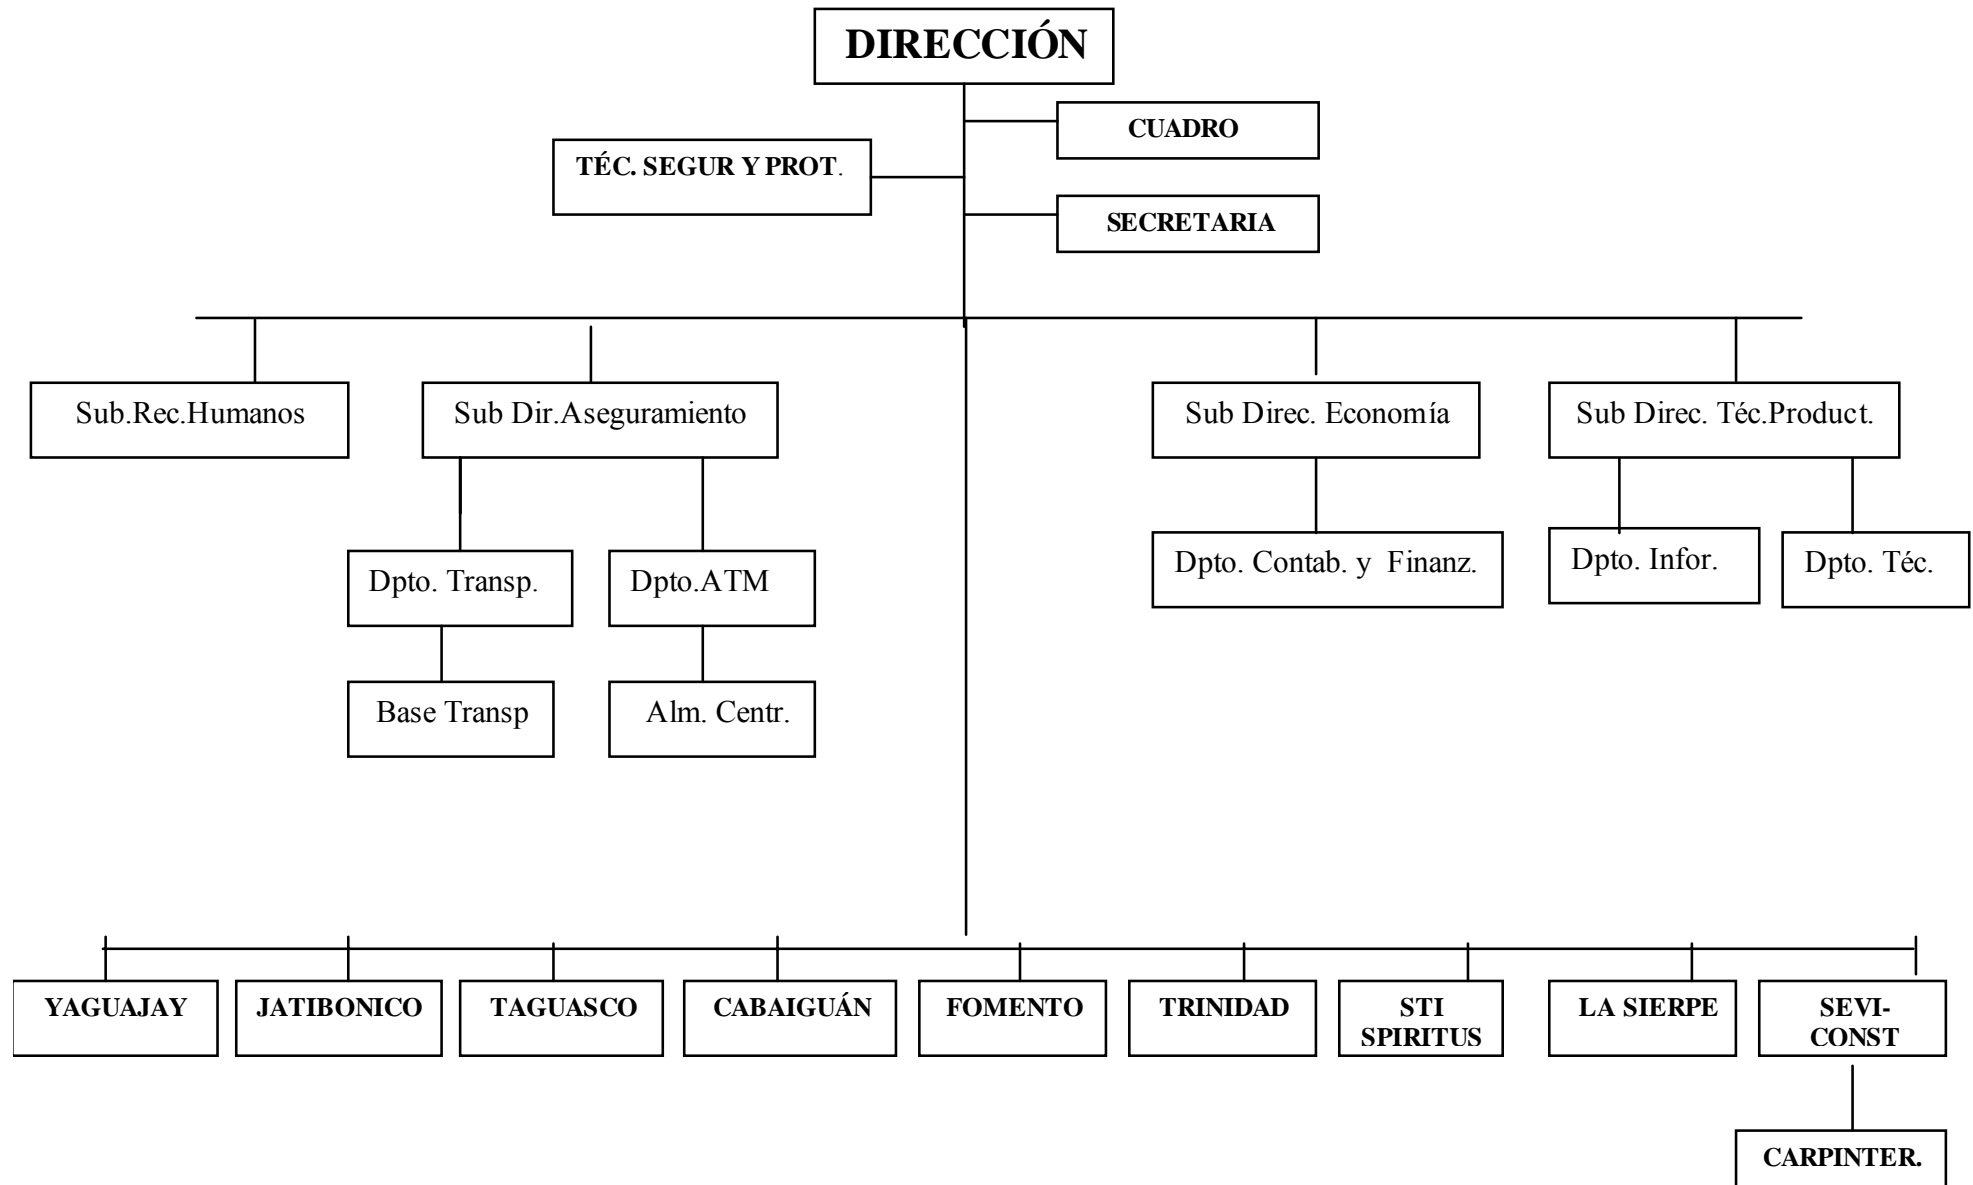 DIRECCIÓN
CUADRO
TÉC. SEGUR Y PROT.
SECRETARIA
Sub.Rec.Humanos
Sub Dir.Aseguramiento
Sub Direc. Economía
Sub Direc. Téc.Product.
Dpto. Transp.
Dpto.ATM
Dpto. Contab. y Finanz.
Dpto. Infor.
Dpto. Téc.
Base Transp
Alm. Centr.
YAGUAJAY
JATIBONICO
TAGUASCO
CABAIGUÁN
FOMENTO
TRINIDAD
STI
SPIRITUS
LA SIERPE
SEVI-
CONST
CARPINTER.